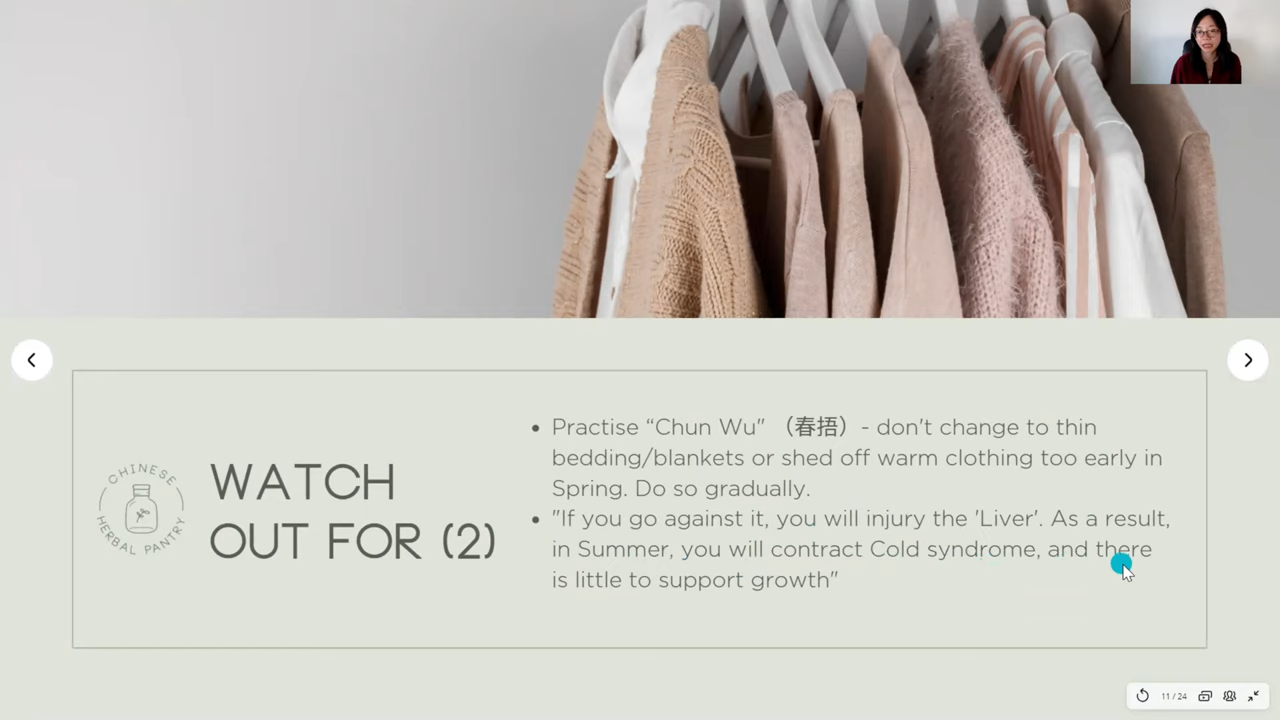 CHINESE
HERBAL PANTRY
WATCH
OUT FOR (2)
Practise “Chun Wu" （春捂）- don't change to thin
bedding/blankets or shed off warm clothing too early in
Spring. Do so gradually.
"If you go against it, you will injury the 'Liver'. As a result,
in Summer, you will contract Cold syndrome, and there
is little to support growth"
11 / 24